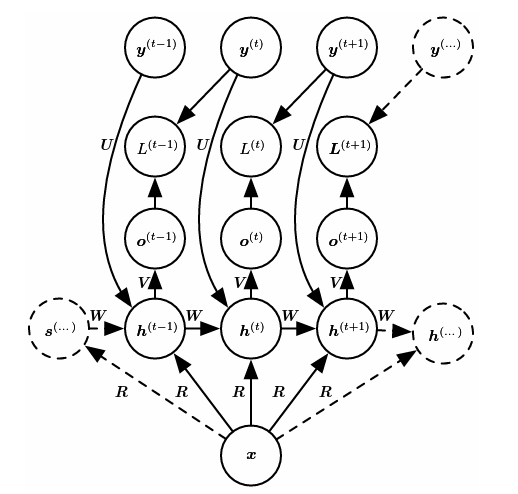 y(t−1) y(t) y(t+1) y(...)
U L(t−1) U L(t) U L(t+1)
o(t−1) o(t) o(t+1)
V V V
s(...) W h(t−1) W h(t) W h(t+1) W h(...)
R R R R R
x